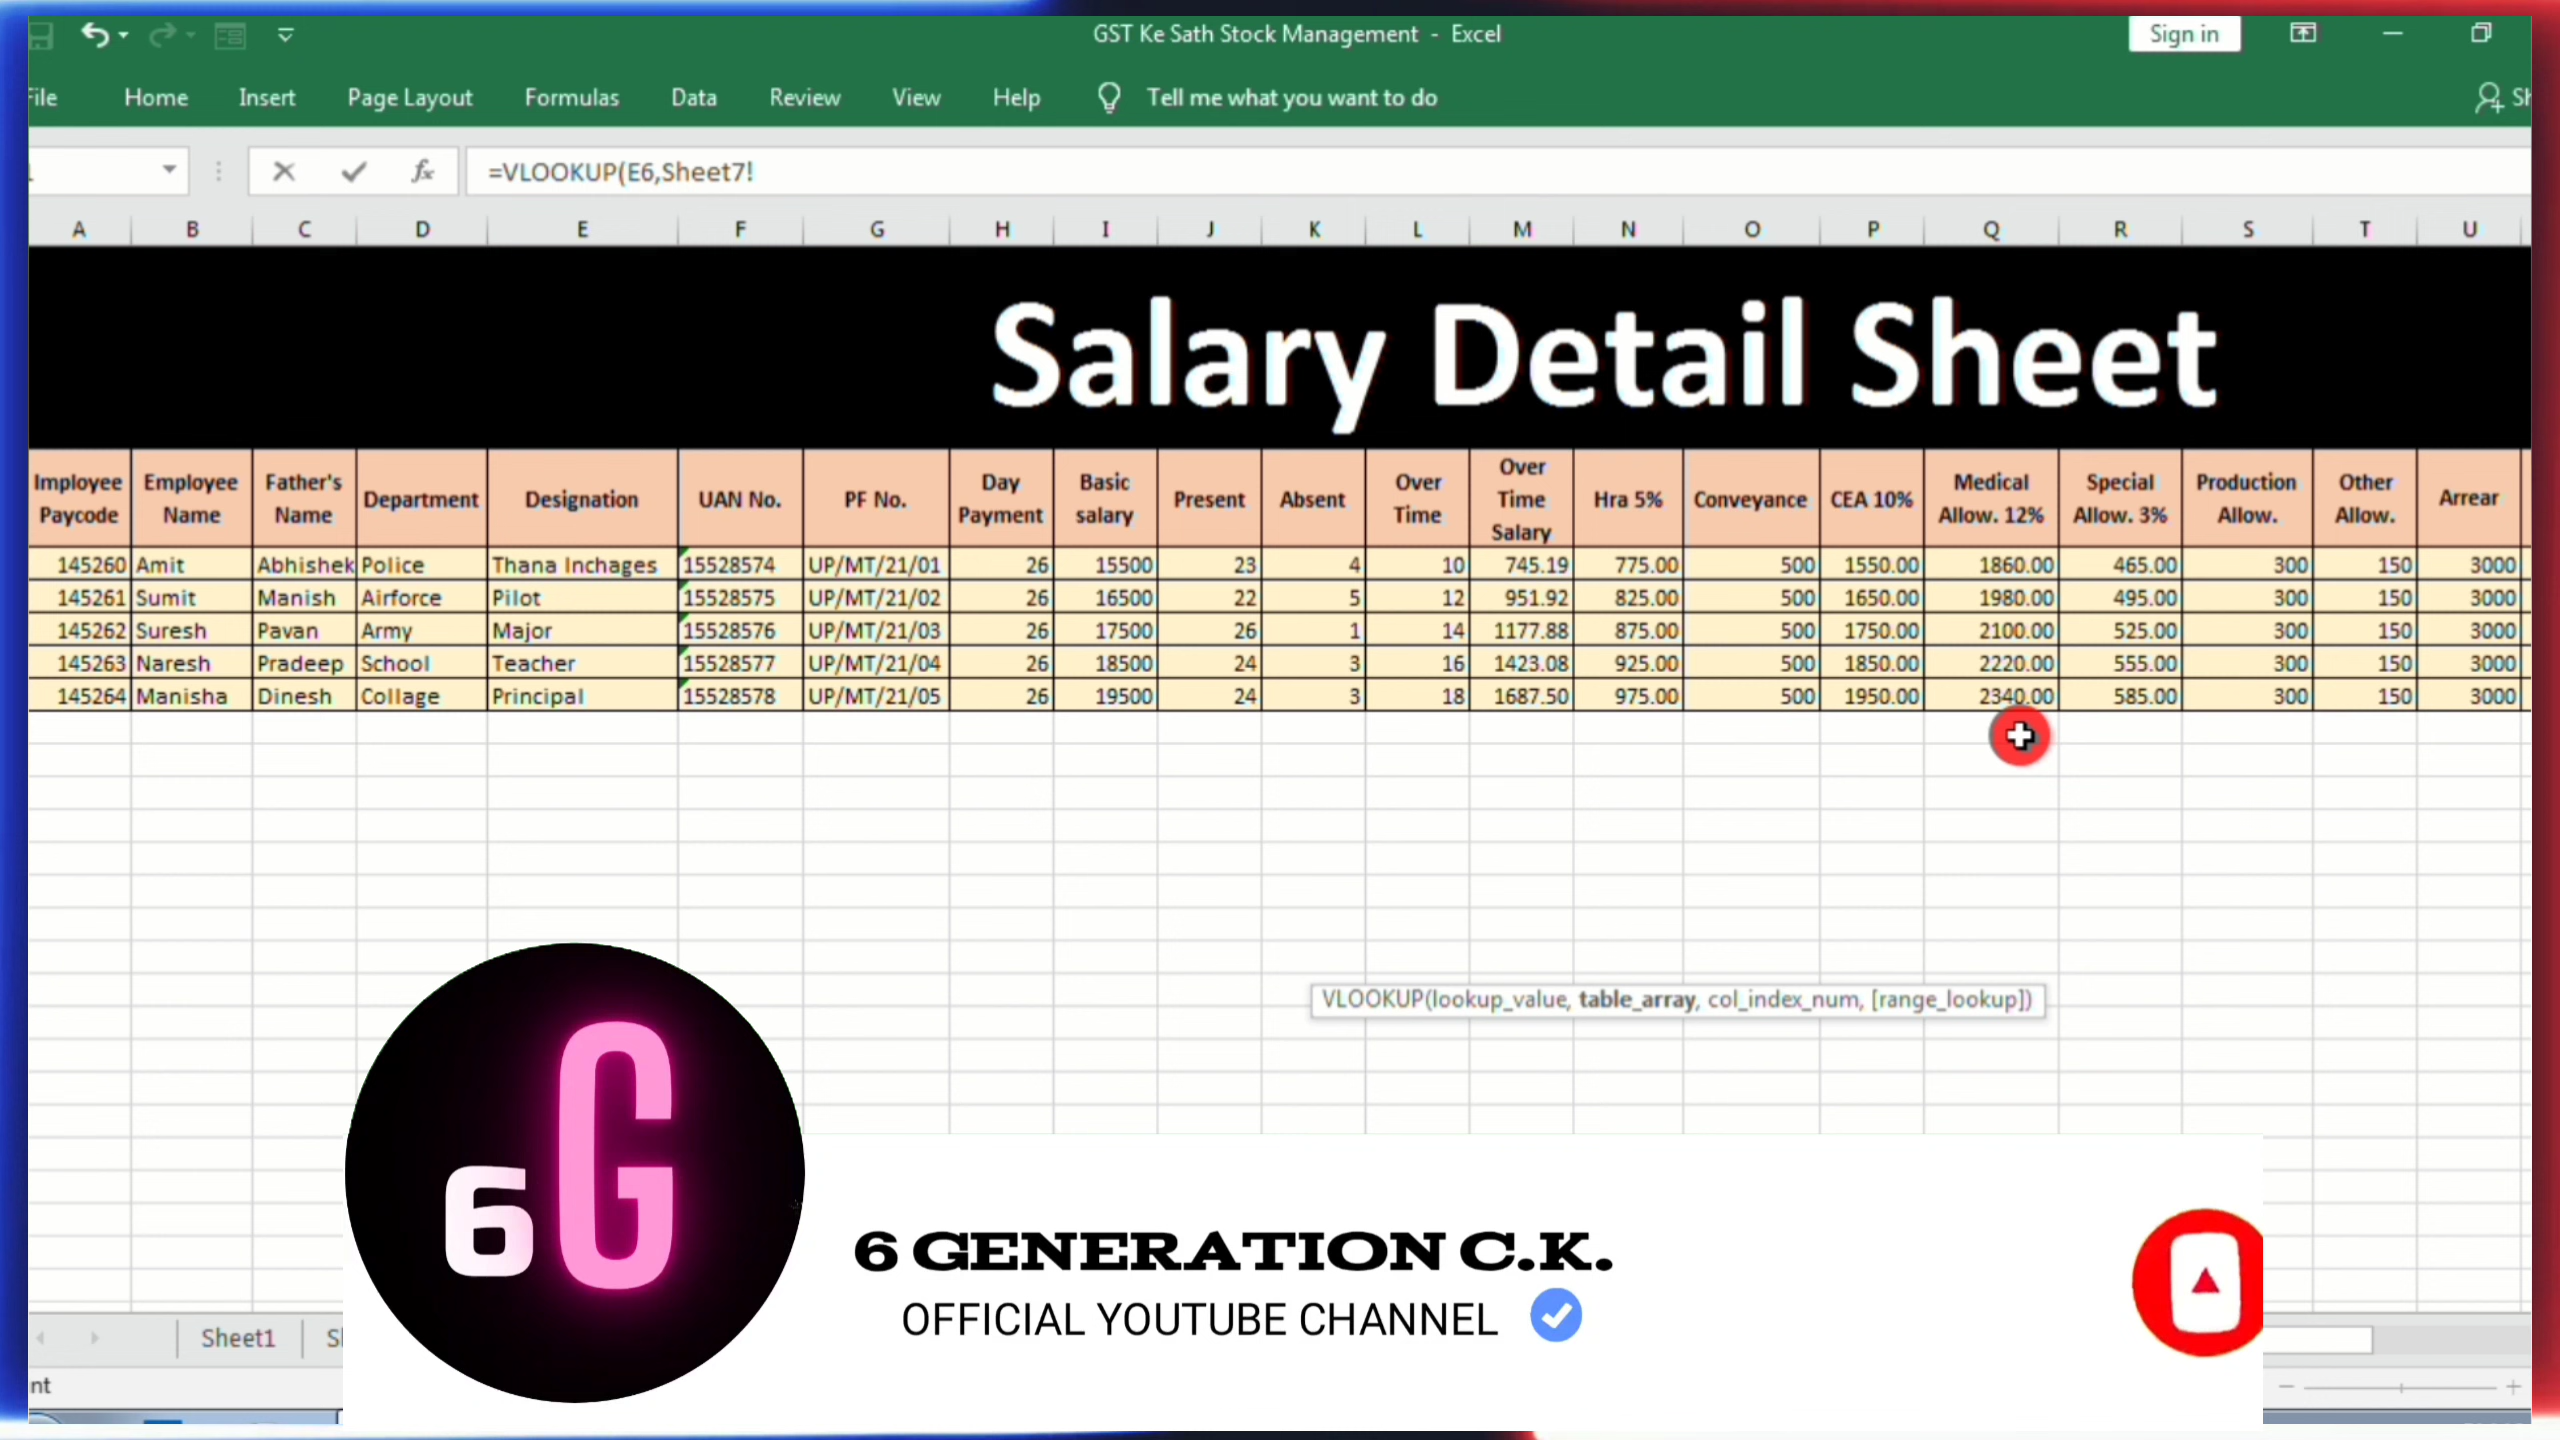 GST Ke Sath Stock Management - Excel
Sign in
File Home Insert Page Layout Formulas Data Review View Help Tell me what you want to do
fx =VLOOKUP(E6,Sheet7!
A B C D E F G H I J K L M N O P Q R S T U
Salary Detail Sheet
Imployee Paycode Employee Name Father's Name Department Designation UAN No. PF No. Day Payment Basic salary Present Absent Over Time Over Time Salary Hra 5% Conveyance CEA 10% Medical Allow. 12% Special Allow. 3% Production Allow. Other Allow. Arrear
145260 Amit Abhishek Police Thana Inchages 15528574 UP/MT/21/01 26 15500 23 4 10 745.19 775.00 500 1550.00 1860.00 465.00 300 150 3000
145261 Sumit Manish Airforce Pilot 15528575 UP/MT/21/02 26 16500 22 5 12 951.92 825.00 500 1650.00 1980.00 495.00 300 150 3000
145262 Suresh Pavan Army Major 15528576 UP/MT/21/03 26 17500 26 1 14 1177.88 875.00 500 1750.00 2100.00 525.00 300 150 3000
145263 Naresh Pradeep School Teacher 15528577 UP/MT/21/04 26 18500 24 3 16 1423.08 925.00 500 1850.00 2220.00 555.00 300 150 3000
145264 Manisha Dinesh Collage Principal 15528578 UP/MT/21/05 26 19500 24 3 18 1687.50 975.00 500 1950.00 2340.00 585.00 300 150 3000
VLOOKUP(lookup_value, table_array, col_index_num, [range_lookup])
6G
6 GENERATION C.K.
OFFICIAL YOUTUBE CHANNEL
Sheet1